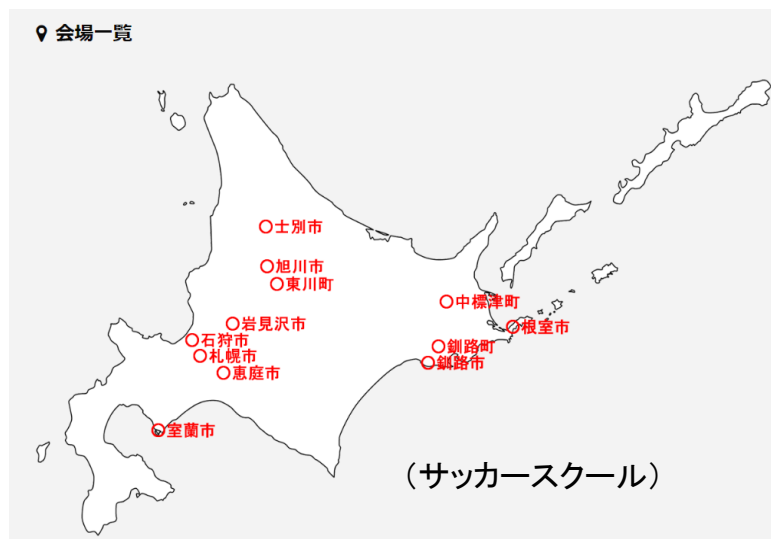 会場一覧
士別市
旭川市
東川町
中標津町
岩見沢市
根室市
石狩市
釧路町
札幌市
釧路市
恵庭市
室蘭市
（サッカースクール）